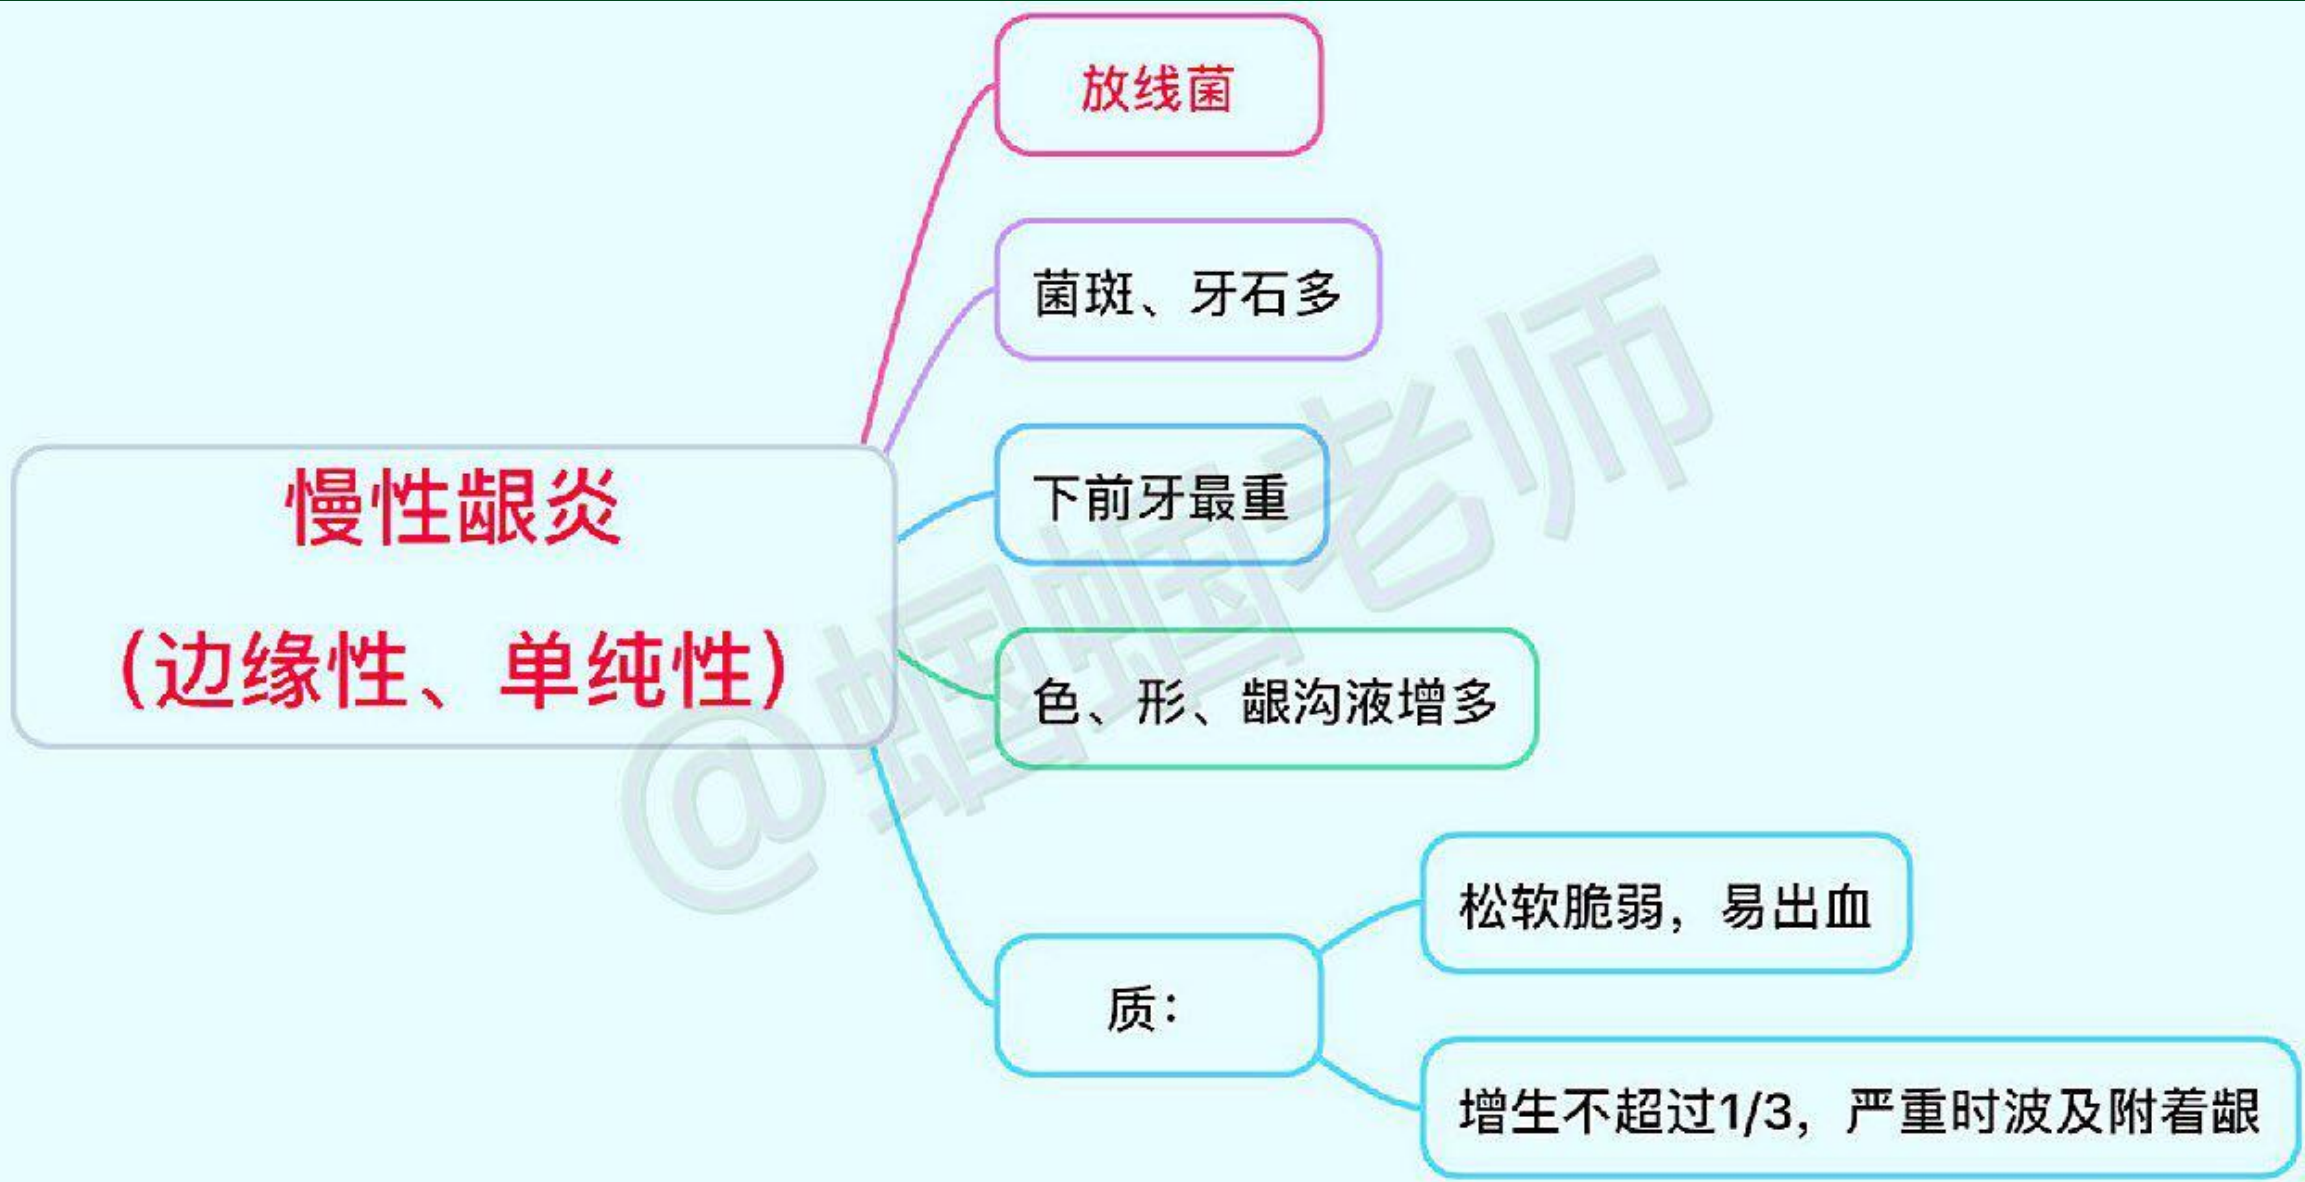 放线菌
菌斑、牙石多
下前牙最重
慢性龈炎
（边缘性、单纯性）
色、形、龈沟液增多
松软脆弱，易出血
质：
增生不超过1/3，严重时波及附着龈
@蝈蝈老师